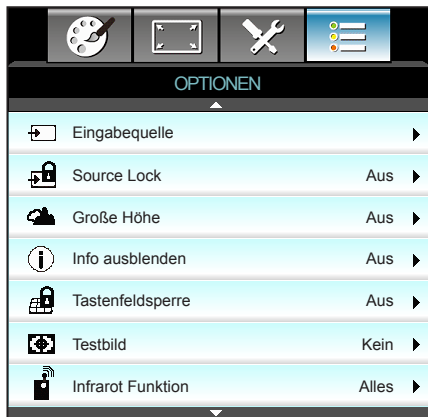 OPTIONEN
Eingabequelle
Source Lock Aus
Große Höhe Aus
Info ausblenden Aus
Tastenfeldsperre Aus
Testbild Kein
Infrarot Funktion Alles